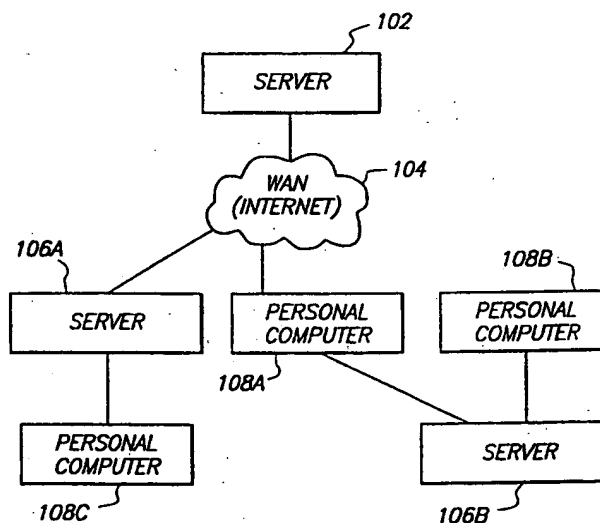 102
SERVER
104
WAN
(INTERNET)
106A
108B
SERVER
PERSONAL
COMPUTER
PERSONAL
COMPUTER
108A
PERSONAL
COMPUTER
SERVER
108C
106B